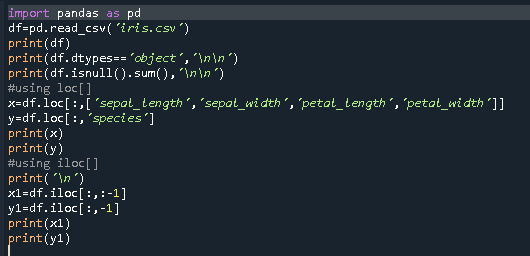 import pandas as pd
df=pd.read_csv('iris.csv')
print(df)
print(df.dtypes=='object','\n\n')
print(df.isnull().sum(),'\n\n')
#using loc[]
x=df.loc[:,['sepal_length','sepal_width','petal_length','petal_width']]
y=df.loc[:,'species']
print(x)
print(y)
#using iloc[]
print('\n')
x1=df.iloc[:,:-1]
y1=df.iloc[:,-1]
print(x1)
print(y1)